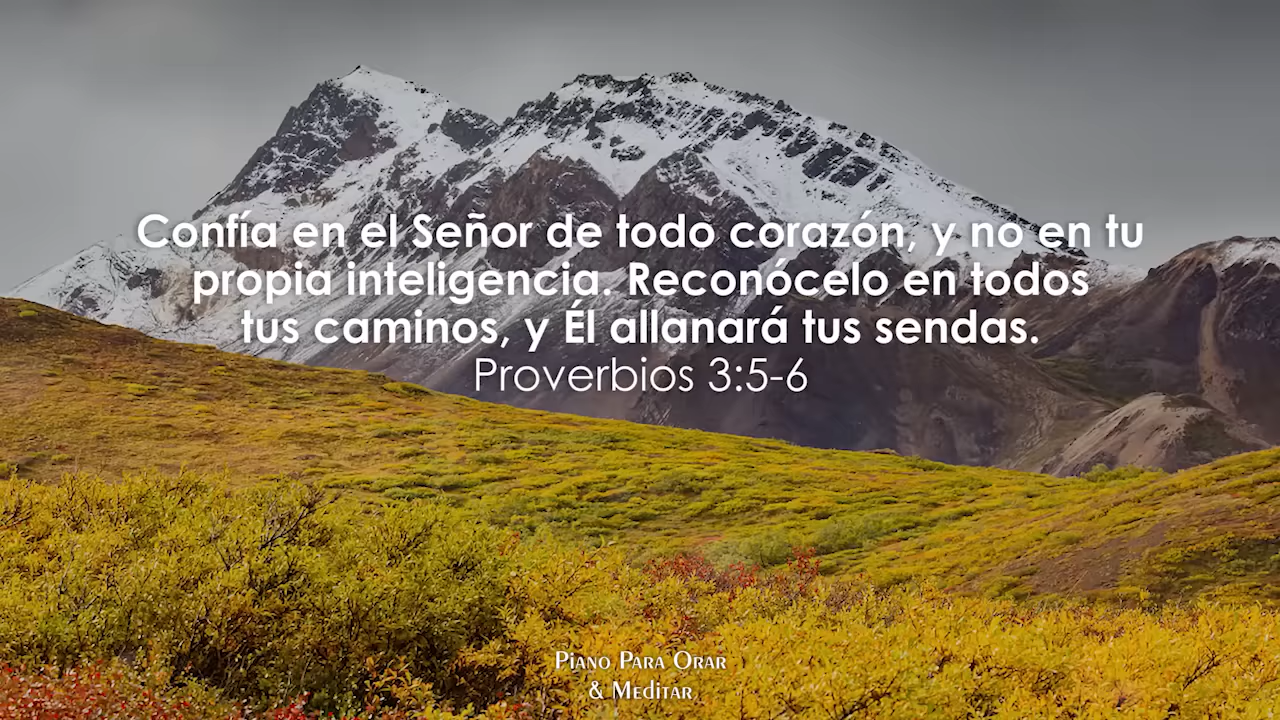 Confía en el Señor de todo corazón, y no en tu
propia inteligencia. Reconócelo en todos
tus caminos, y Él allanará tus sendas.
Proverbios 3:5-6
Piano Para Orar
& Meditar